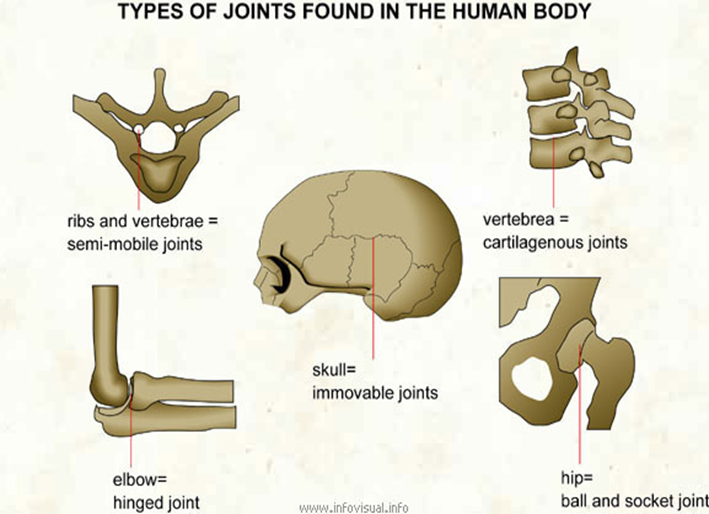 TYPES OF JOINTS FOUND IN THE HUMAN BODY
ribs and vertebrae =
semi-mobile joints
vertebrea =
cartilagenous joints
skull=
immovable joints
elbow=
hinged joint
hip=
ball and socket joint
www.infovisual.info